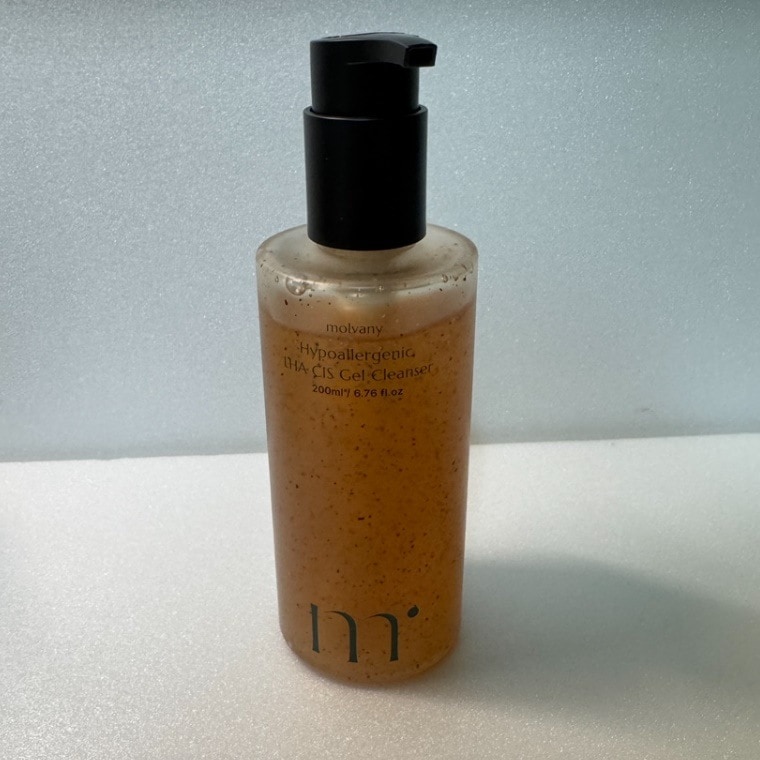 molvany
Hypoallergenic
LHA CIS Gel Cleanser
200ml℮/ 6.76 fl.oz
m